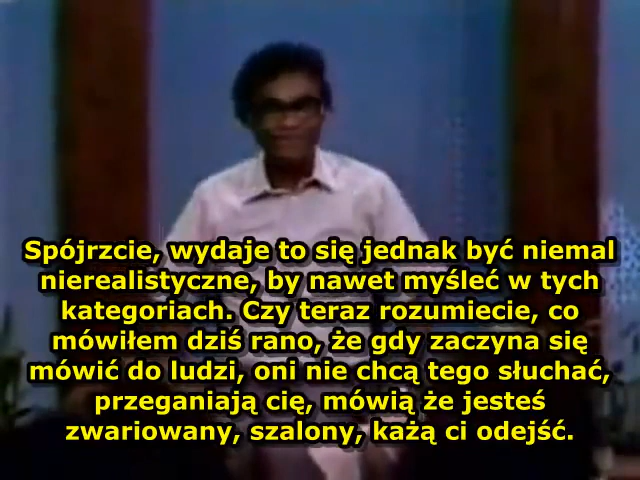 Spójrzcie, wydaje to się jednak być niemal
nierealistyczne, by nawet myśleć w tych
kategoriach. Czy teraz rozumiecie, co
mówiłem dziś rano, że gdy zaczyna się
mówić do ludzi, oni nie chcą tego słuchać,
przeganiają cię, mówią że jesteś
zwariowany, szalony, każą ci odejść.